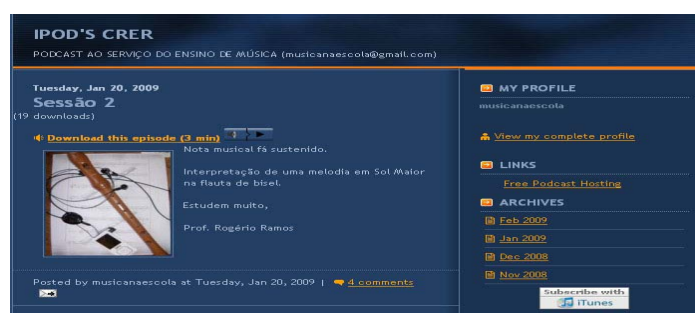 IPOD'S CRER
PODCAST AO SERVIÇO DO ENSINO DE MÚSICA (musicanaescola@gmail.com)
Tuesday, Jan 20, 2009
Sessão 2
(19 downloads)
Download this episode (3 min)
Nota musical fá sustenido.
Interpretação de uma melodia em Sol Maior
na flauta de bisel.
Estudem muito,
Prof. Rogério Ramos
Posted by musicanaescola at Tuesday, Jan 20, 2009 | 4 comments
MY PROFILE
musicanaescola
View my complete profile
LINKS
Free Podcast Hosting
ARCHIVES
Feb 2009
Jan 2009
Dec 2008
Nov 2008
Subscribe with
iTunes